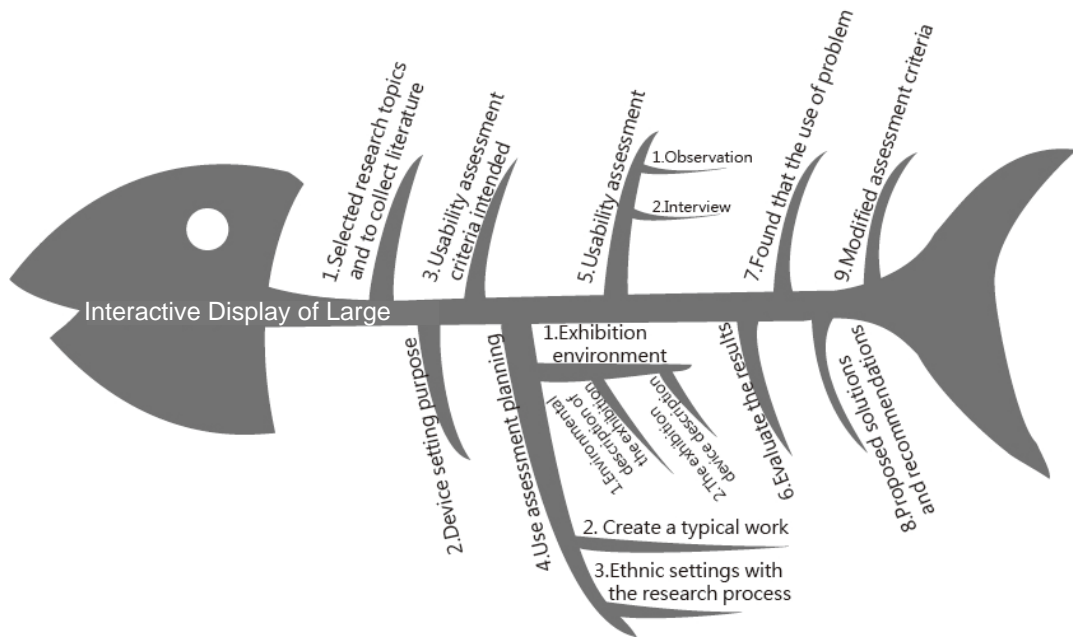 1.Selected research topics
and to collect literature
3.Usability assessment
criteria intended
5.Usability assessment
1.Observation
2.Interview
7.Found that the use of problem
9.Modified assessment criteria
Interactive Display of Large
2.Device setting purpose
4.Use assessment planning
1.Exhibition
environment
1.Environmental
description of
the exhibition
2.The exhibition
device description
2. Create a typical work
3.Ethnic settings with
the research process
6.Evaluate the results
8.Proposed solutions
and recommendations